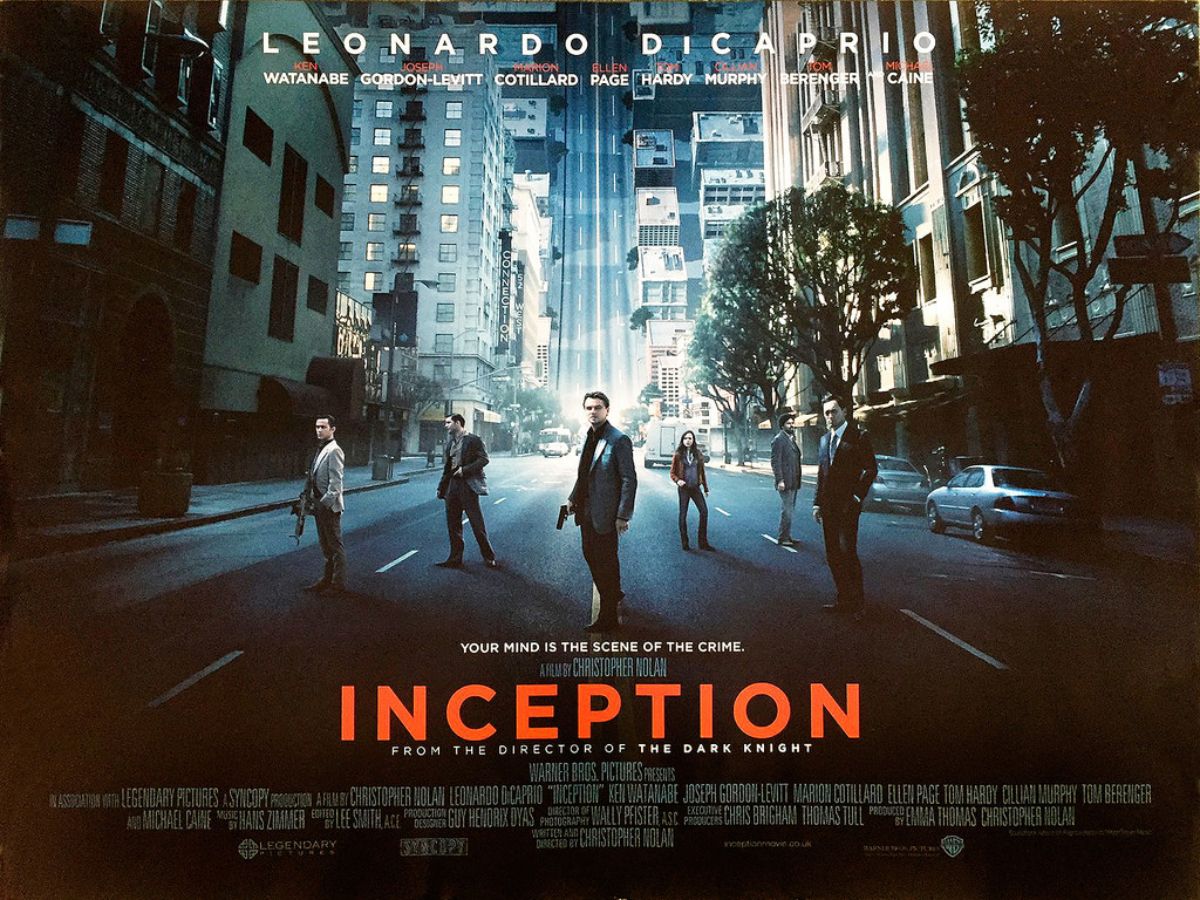 LEONARDO DICAPRIO
KEN WATANABE JOSEPH GORDON-LEVITT MARION COTILLARD ELLEN PAGE TOM HARDY CILLIAN MURPHY TOM BERENGER AND MICHAEL CAINE
CONNECTION
YOUR MIND IS THE SCENE OF THE CRIME.
A FILM BY CHRISTOPHER NOLAN
INCEPTION
FROM THE DIRECTOR OF THE DARK KNIGHT
WARNER BROS. PICTURES PRESENTS
IN ASSOCIATION WITH LEGENDARY PICTURES A SYNCOPY PRODUCTION A FILM BY CHRISTOPHER NOLAN LEONARDO DiCAPRIO "INCEPTION" KEN WATANABE JOSEPH GORDON-LEVITT MARION COTILLARD ELLEN PAGE TOM HARDY CILLIAN MURPHY TOM BERENGER
AND MICHAEL CAINE MUSIC BY HANS ZIMMER EDITED BY LEE SMITH, A.C.E. PRODUCTION DESIGNER GUY HENDRIX DYAS DIRECTOR OF PHOTOGRAPHY WALLY PFISTER A.S.C. EXECUTIVE PRODUCERS CHRIS BRIGHAM THOMAS TULL PRODUCED BY EMMA THOMAS CHRISTOPHER NOLAN
WRITTEN AND DIRECTED BY CHRISTOPHER NOLAN
LEGENDARY PICTURES SYNCOPY inceptionmovie.co.uk WARNER BROS. PICTURES